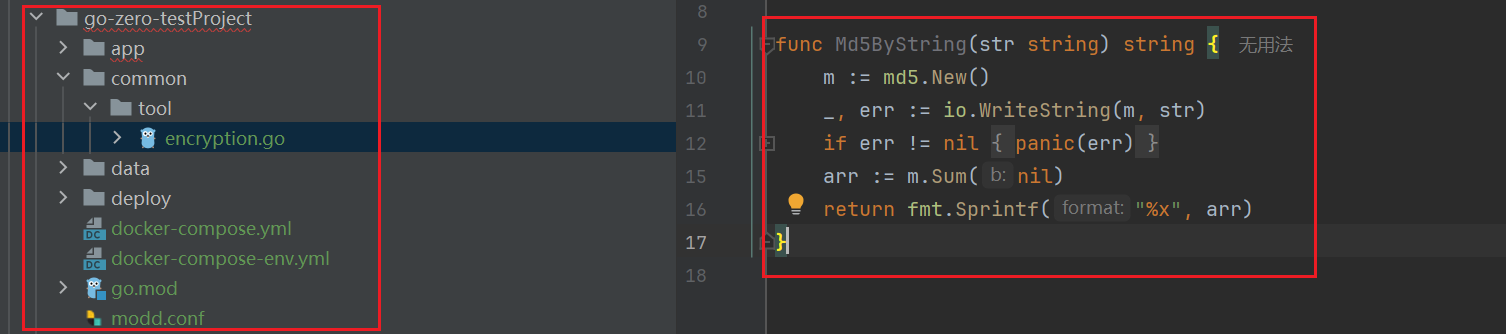 go-zero-testProject
app
common
tool
encryption.go
data
deploy
DC docker-compose.yml
DC docker-compose-env.yml
go.mod
modd.conf
8
9 func Md5ByString(str string) string { 无用法
10 m := md5.New()
11 _, err := io.WriteString(m, str)
12 if err != nil { panic(err) }
15 arr := m.Sum( b: nil)
16 return fmt.Sprintf( format: "%x", arr)
17 }
18